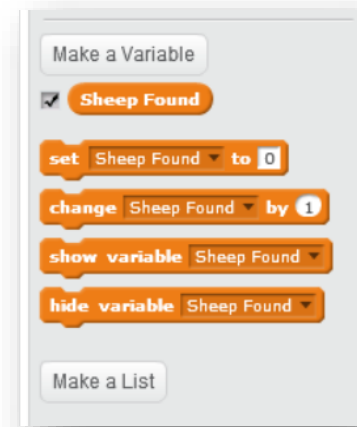 Make a Variable
Sheep Found
set Sheep Found to 0
change Sheep Found by 1
show variable Sheep Found
hide variable Sheep Found
Make a List